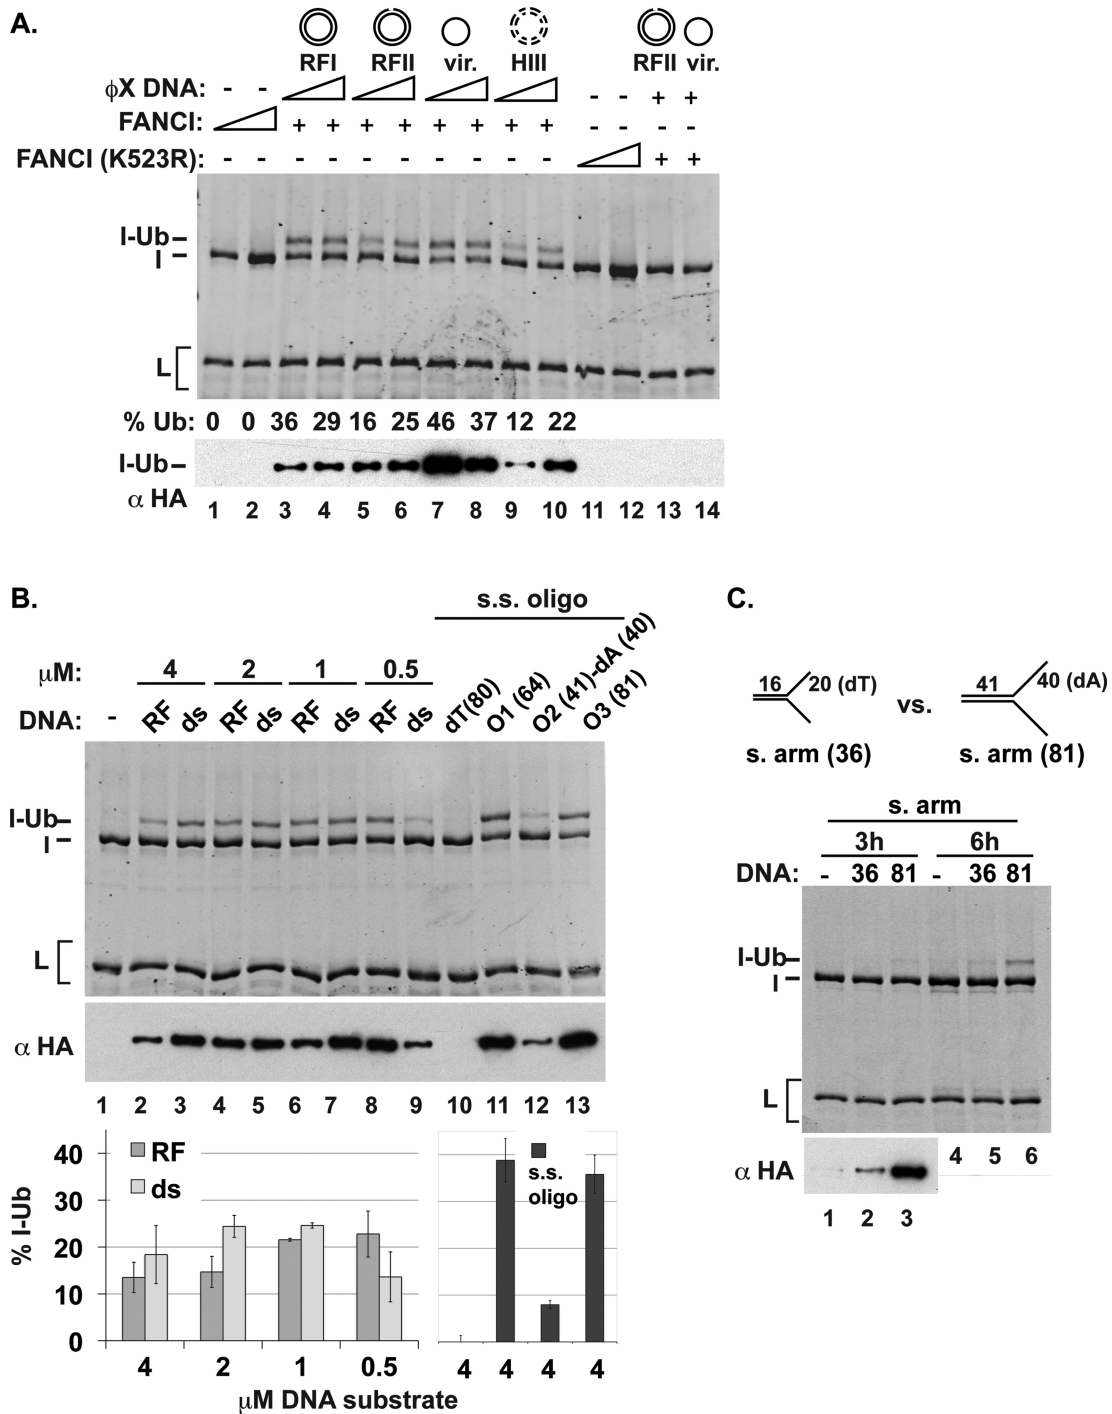 A.
RFI RFII vir. HIII RFII vir.
ϕX DNA: - - - - + +
FANCI: + + + + + + + + - - - -
FANCI (K523R): - - - - - - - - - - + +
I-Ub
I
L
% Ub: 0 0 36 29 16 25 46 37 12 22
I-Ub
α HA
1 2 3 4 5 6 7 8 9 10 11 12 13 14
B.
s.s. oligo
μM: 4 2 1 0.5
DNA: - RF ds RF ds RF ds RF ds dT(80) O1 (64) O2 (41)-dA (40) O3 (81)
I-Ub
I
L
α HA
1 2 3 4 5 6 7 8 9 10 11 12 13
% I-Ub
40
30
20
10
0
RF
ds
s.s. oligo
4 2 1 0.5 4 4 4 4
μM DNA substrate
C.
16 20 (dT) vs. 41 40 (dA)
s. arm (36) s. arm (81)
s. arm
3h 6h
DNA: - 36 81 - 36 81
I-Ub
I
L
α HA
4 5 6
1 2 3